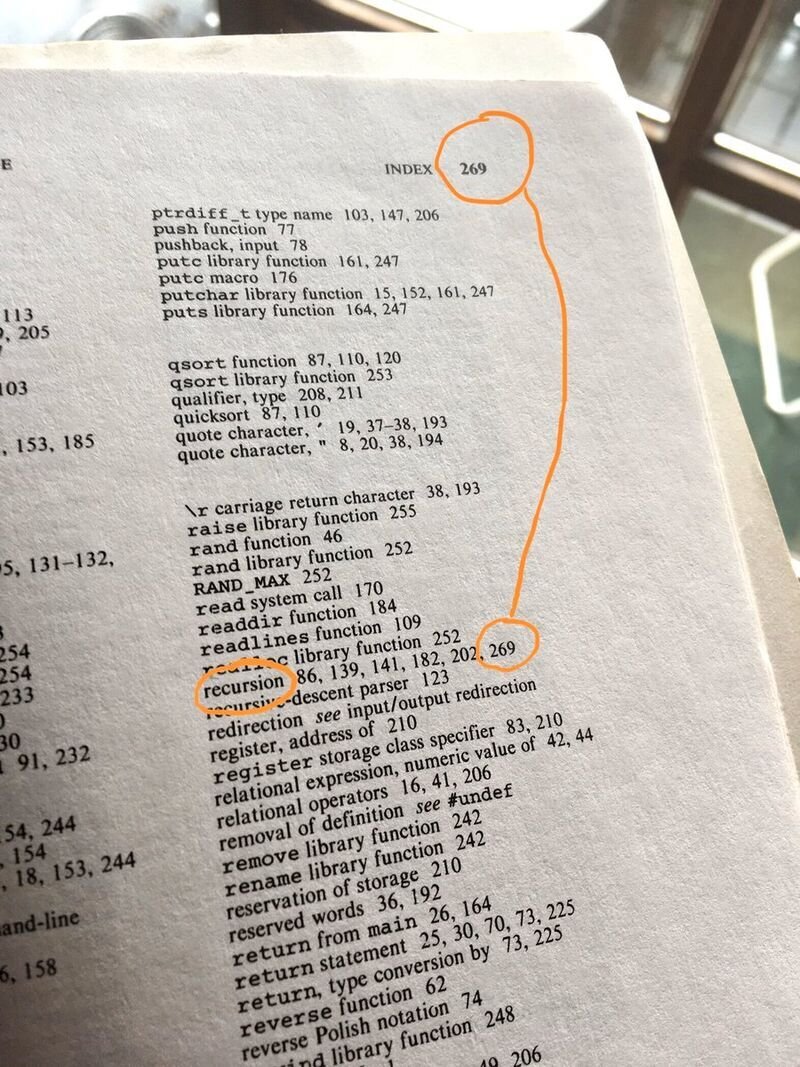 E
INDEX 269
113
, 205
103
, 153, 185
5, 131–132,
254
254
233
30
91, 232
54, 244
, 154
, 18, 153, 244
and-line
6, 158
ptrdiff_t type name 103, 147, 206
push function 77
pushback, input 78
putc library function 161, 247
putc macro 176
putchar library function 15, 152, 161, 247
puts library function 164, 247
qsort function 87, 110, 120
qsort library function 253
qualifier, type 208, 211
quicksort 87, 110
quote character, ' 19, 37–38, 193
quote character, " 8, 20, 38, 194
\r carriage return character 38, 193
raise library function 255
rand function 46
rand library function 252
RAND_MAX 252
read system call 170
readdir function 184
readlines function 109
realloc library function 252
recursion 86, 139, 141, 182, 202, 269
recursive-descent parser 123
redirection see input/output redirection
register, address of 210
register storage class specifier 83, 210
relational expression, numeric value of 42, 44
relational operators 16, 41, 206
removal of definition see #undef
remove library function 242
rename library function 242
reservation of storage 210
reserved words 36, 192
return from main 26, 164
return statement 25, 30, 70, 73, 225
return, type conversion by 73, 225
reverse function 62
reverse Polish notation 74
ind library function 248
49, 206